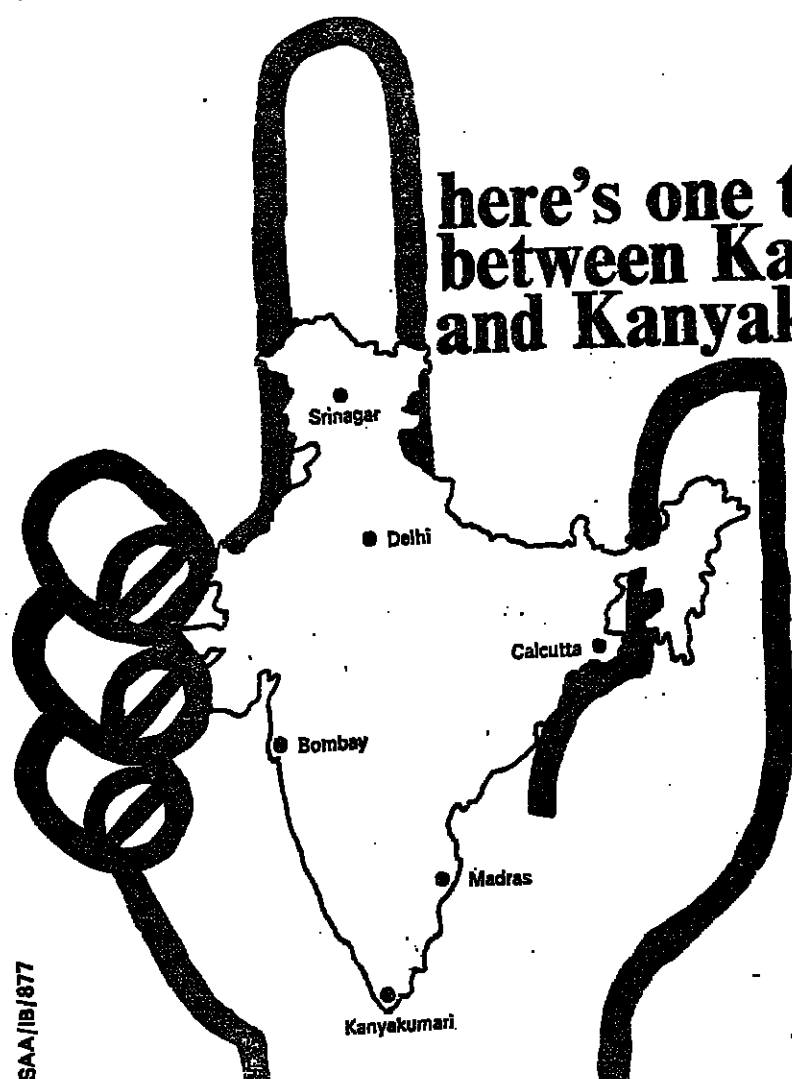 here's one t
between Ka
and Kanyak
Srinagar
Delhi
Calcutta
Bombay
Madras
Kanyakumari
SAA/IB/877